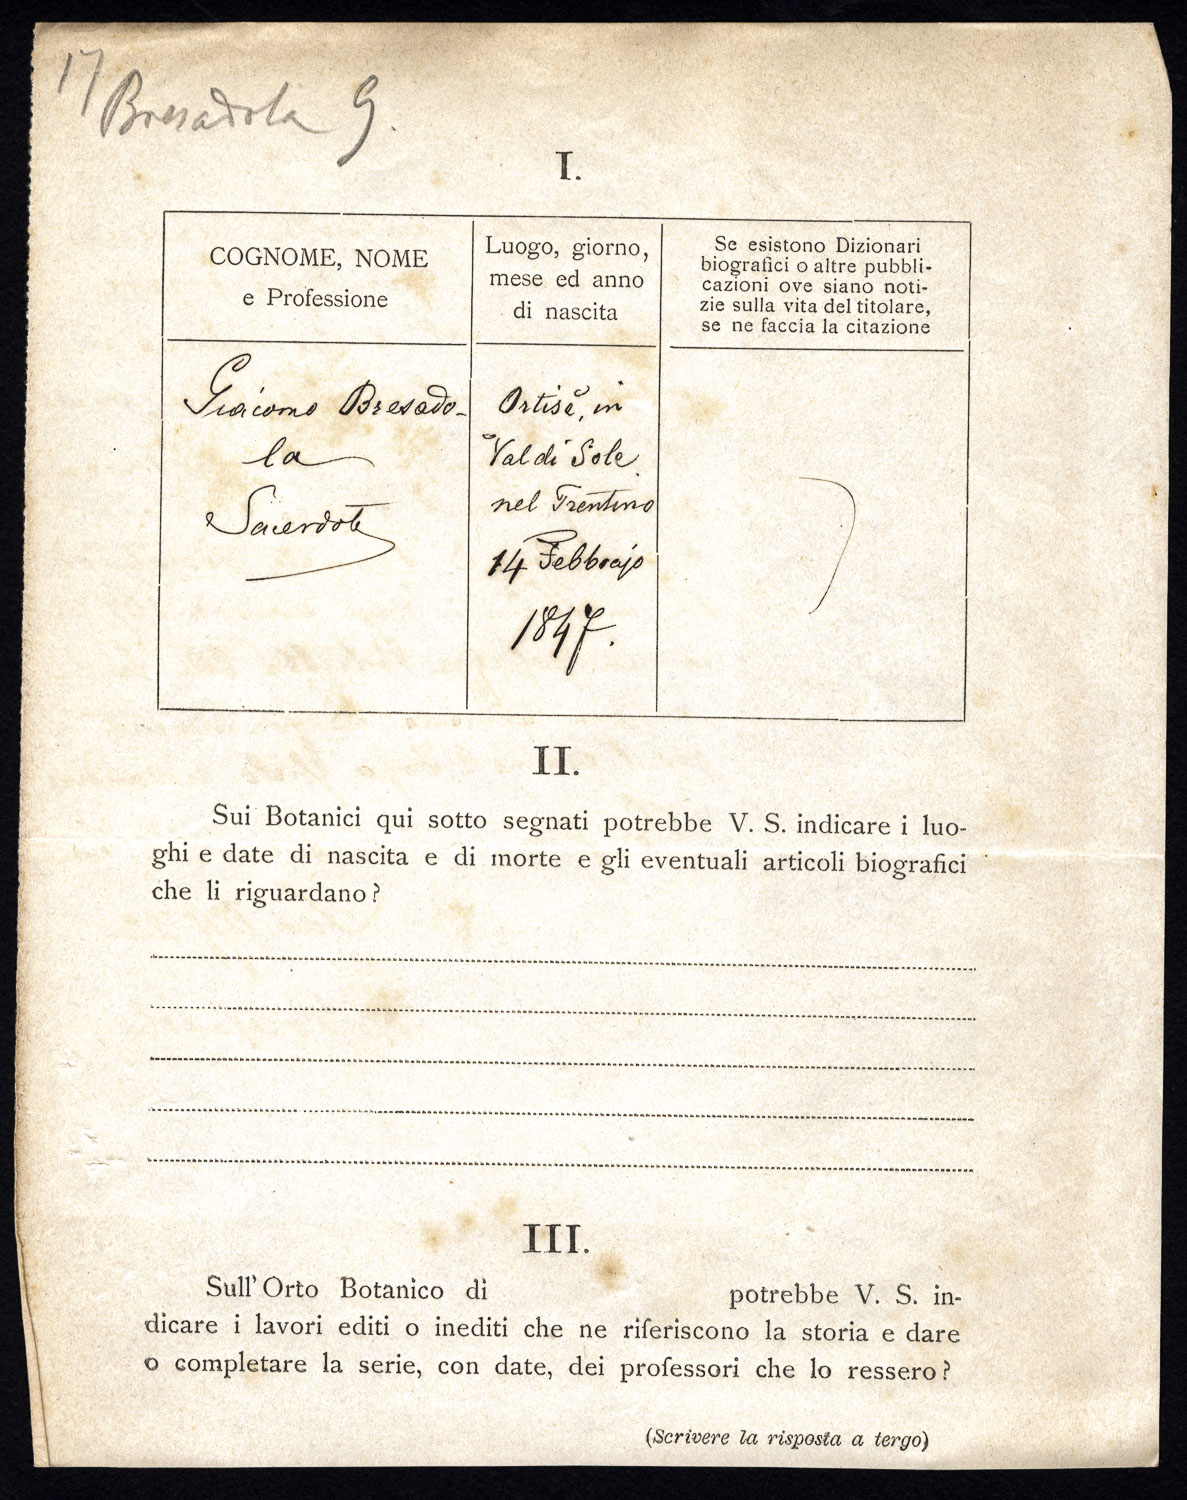 17
Bresadola G.
I.
COGNOME, NOME
e Professione
Luogo, giorno,
mese ed anno
di nascita
Se esistono Dizionari
biografici o altre pubbli-
cazioni ove siano noti-
zie sulla vita del titolare,
se ne faccia la citazione
Giacomo Bresado-
la
Sacerdote
Ortisè, in
Val di Sole
nel Trentino
14 Febbrajo
1847.
II.
Sui Botanici qui sotto segnati potrebbe V. S. indicare i luo-
ghi e date di nascita e di morte e gli eventuali articoli biografici
che li riguardano?
III.
Sull' Orto Botanico di potrebbe V. S. in-
dicare i lavori editi o inediti che ne riferiscono la storia e dare
o completare la serie, con date, dei professori che lo ressero?
(Scrivere la risposta a tergo)